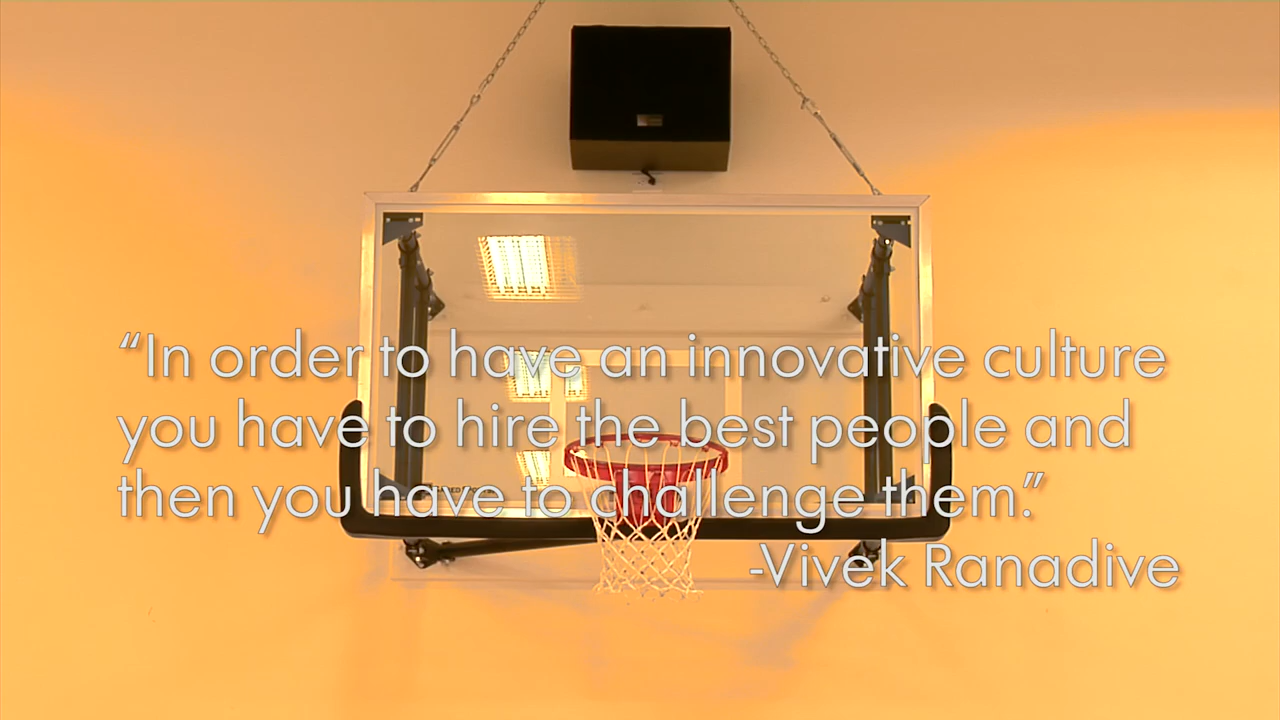 “In order to have an innovative culture
you have to hire the best people and
then you have to challenge them.”
-Vivek Ranadive